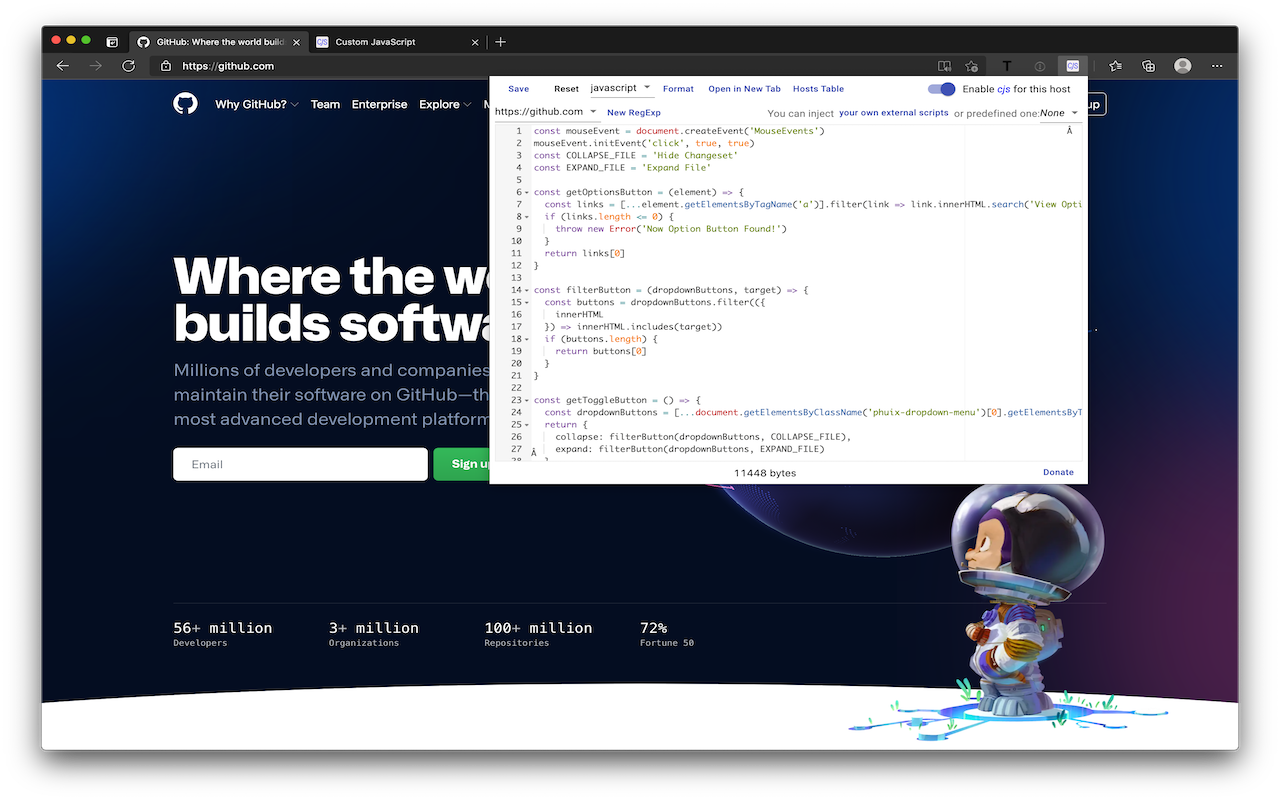 GitHub: Where the world build
CJS Custom JavaScript
https://github.com
T
CJS
Why GitHub?
Team
Enterprise
Explore
up
Save
Reset
javascript
Format
Open in New Tab
Hosts Table
Enable cjs for this host
https://github.com
New RegExp
You can inject your own external scripts or predefined one: None
1 const mouseEvent = document.createEvent('MouseEvents')
2 mouseEvent.initEvent('click', true, true)
3 const COLLAPSE_FILE = 'Hide Changeset'
4 const EXPAND_FILE = 'Expand File'
5
6 const getOptionsButton = (element) => {
7 const links = [...element.getElementsByTagName('a')].filter(link => link.innerHTML.search('View Opti
8 if (links.length <= 0) {
9 throw new Error('Now Option Button Found!')
10 }
11 return links[0]
12 }
13
14 const filterButton = (dropdownButtons, target) => {
15 const buttons = dropdownButtons.filter(({
16 innerHTML
17 }) => innerHTML.includes(target))
18 if (buttons.length) {
19 return buttons[0]
20 }
21 }
22
23 const getToggleButton = () => {
24 const dropdownButtons = [...document.getElementsByClassName('phuix-dropdown-menu')[0].getElementsByT
25 return {
26 collapse: filterButton(dropdownButtons, COLLAPSE_FILE),
27 expand: filterButton(dropdownButtons, EXPAND_FILE)
11448 bytes
Donate
Where the wo
builds softwa
Millions of developers and companies
maintain their software on GitHub—th
most advanced development platform
Email
Sign up
56+ million
Developers
3+ million
Organizations
100+ million
Repositories
72%
Fortune 50